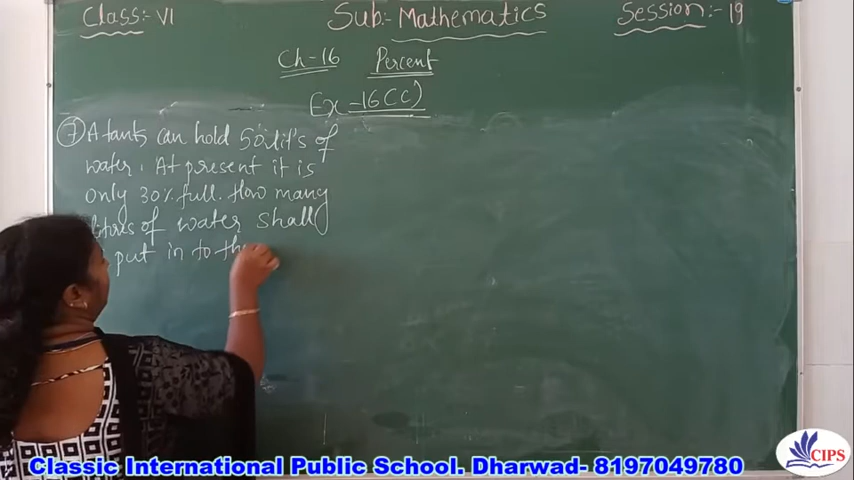 Class:- VI
Sub:- Mathematics
Session:- 19
Ch-16 Percent
Ex -16(C)
7 A tank can hold 50 lit's of
water. At present it is
only 30% full. How many
litres of water shall
put in to the
Classic International Public School. Dharwad- 8197049780
CIPS